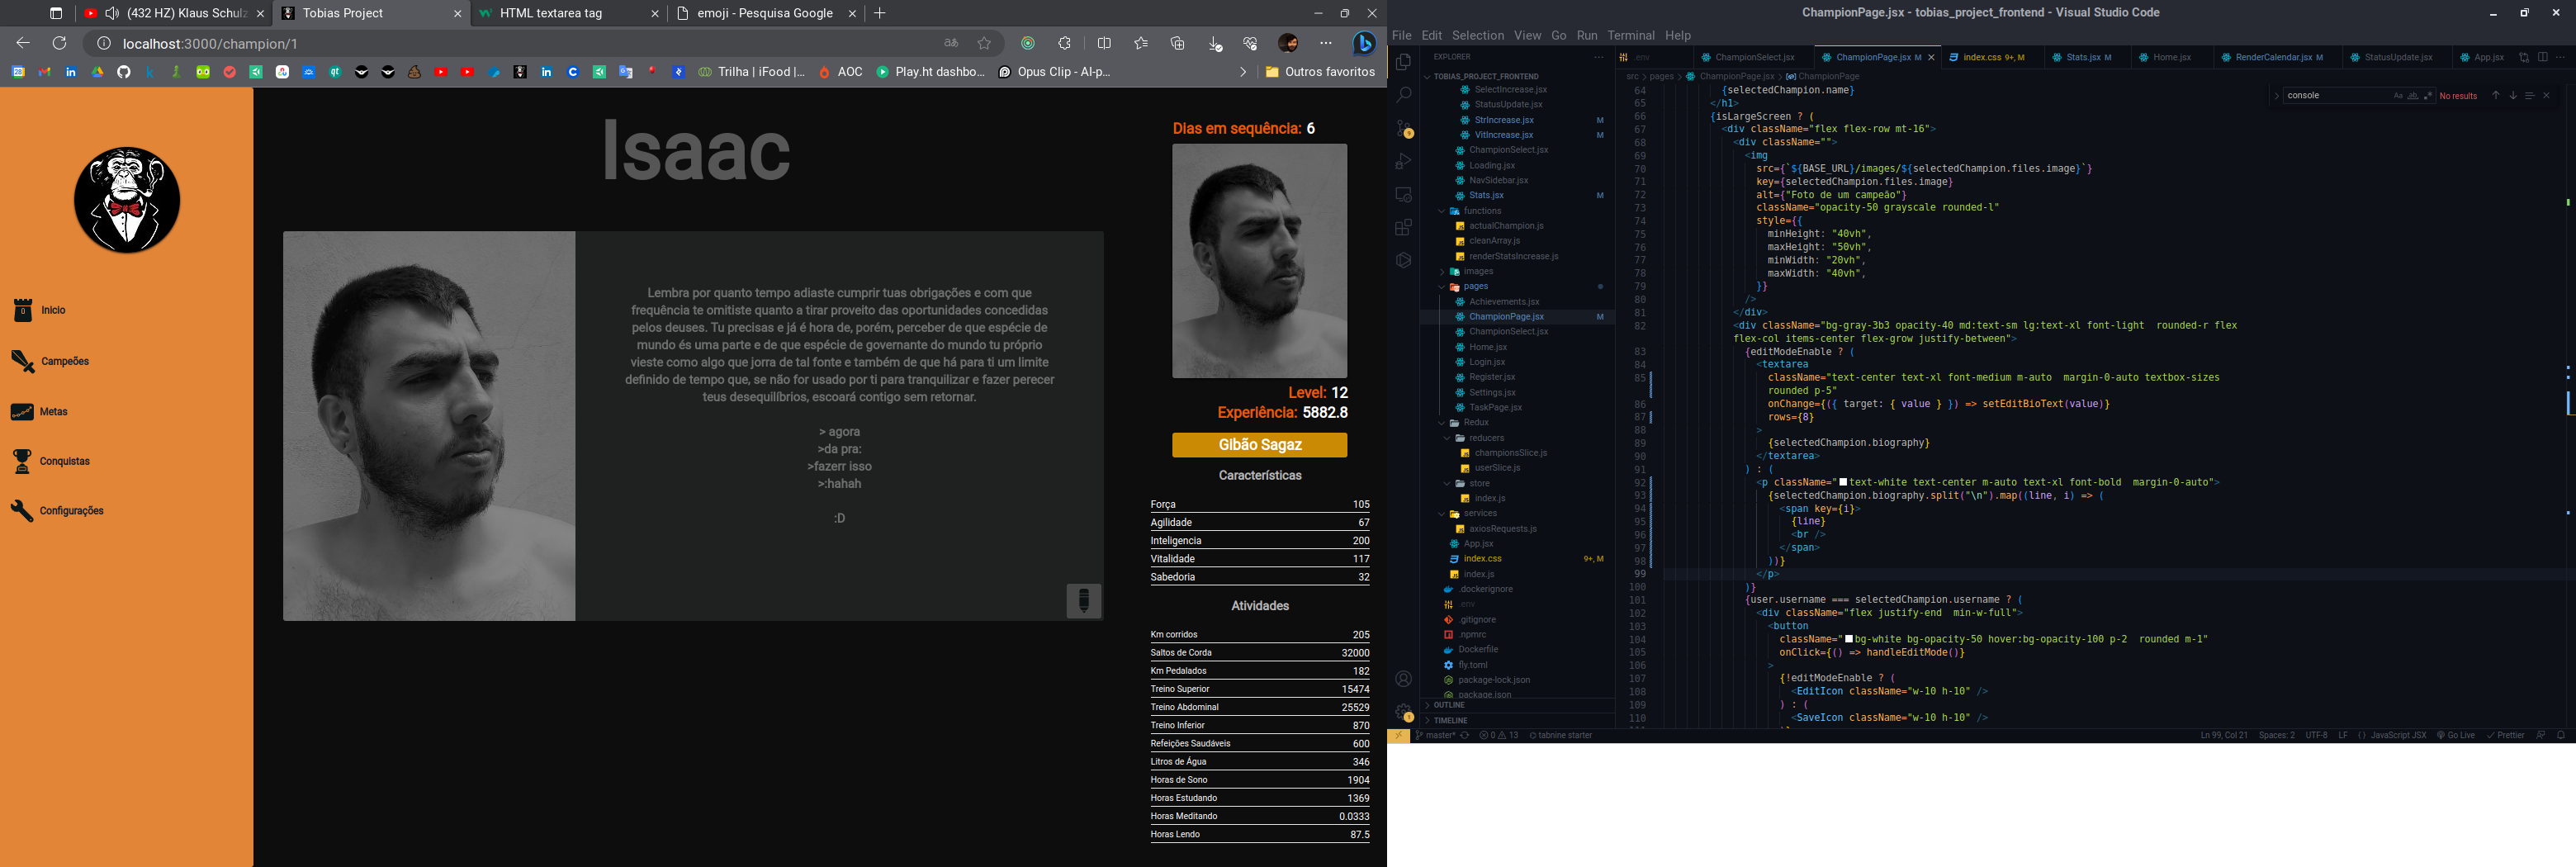 (432 HZ) Klaus Schulz
Tobias Project
HTML textarea tag
emoji - Pesquisa Google
localhost:3000/champion/1
Trilha | iFood |...
AOC
Play.ht dashbo...
Opus Clip - AI-p...
Outros favoritos
Inicio
Campeões
Metas
Conquistas
Configurações
Isaac
Lembra por quanto tempo adiaste cumprir tuas obrigações e com que
frequência te omitiste quanto a tirar proveito das oportunidades concedidas
pelos deuses. Tu precisas e já é hora de, porém, perceber de que espécie de
mundo és uma parte e de que espécie de governante do mundo tu próprio
vieste como algo que jorra de tal fonte e também de que há para ti um limite
definido de tempo que, se não for usado por ti para tranquilizar e fazer perecer
teus desequilíbrios, escoará contigo sem retornar.
> agora
>da pra:
>fazerr isso
>:hahah
:D
Dias em sequência: 6
Level: 12
Experiência: 5882.8
Gibão Sagaz
Características
Força 105
Agilidade 67
Inteligencia 200
Vitalidade 117
Sabedoria 32
Atividades
Km corridos 205
Saltos de Corda 32000
Km Pedalados 182
Treino Superior 15474
Treino Abdominal 25529
Treino Inferior 870
Refeições Saudáveis 600
Litros de Água 346
Horas de Sono 1904
Horas Estudando 1369
Horas Meditando 0.0333
Horas Lendo 87.5
ChampionPage.jsx - tobias_project_frontend - Visual Studio Code
File Edit Selection View Go Run Terminal Help
EXPLORER
TOBIAS_PROJECT_FRONTEND
SelectIncrease.jsx
StatusUpdate.jsx
StrIncrease.jsx M
VitIncrease.jsx M
ChampionSelect.jsx
Loading.jsx
NavSidebar.jsx
Stats.jsx M
functions
actualChampion.js
cleanArray.js
renderStatsIncrease.js
images
pages
Achievements.jsx
ChampionPage.jsx M
ChampionSelect.jsx
Home.jsx
Login.jsx
Register.jsx
Settings.jsx
TaskPage.jsx
Redux
reducers
championsSlice.js
userSlice.js
store
index.js
services
axiosRequests.js
App.jsx
index.css 9+, M
index.js
.dockerignore
.env
.gitignore
.npmrc
Dockerfile
fly.toml
package-lock.json
package.json
OUTLINE
TIMELINE
.env
ChampionSelect.jsx
ChampionPage.jsx M
index.css 9+, M
Stats.jsx M
Home.jsx
RenderCalendar.jsx M
StatusUpdate.jsx
App.jsx
src > pages > ChampionPage.jsx > ChampionPage
console
No results
64 {selectedChampion.name}
65 </h1>
66 {isLargeScreen ? (
67 <div className="flex flex-row mt-16">
68 <div className="">
69 <img
70 src={`${BASE_URL}/images/${selectedChampion.files.image}`}
71 key={selectedChampion.files.image}
72 alt={"Foto de um campeão"}
73 className="opacity-50 grayscale rounded-l"
74 style={{
75 minHeight: "40vh",
76 maxHeight: "50vh",
77 minWidth: "20vh",
78 maxWidth: "40vh",
79 }}
80 />
81 </div>
82 <div className="bg-gray-3b3 opacity-40 md:text-sm lg:text-xl font-light  rounded-r flex
flex-col items-center flex-grow justify-between">
83 {editModeEnable ? (
84 <textarea
85 className="text-center text-xl font-medium m-auto  margin-0-auto textbox-sizes
rounded p-5"
86 onChange={({ target: { value } }) => setEditBioText(value)}
87 rows={8}
88 >
89 {selectedChampion.biography}
90 </textarea>
91 ) : (
92 <p className="text-white text-center m-auto text-xl font-bold  margin-0-auto">
93 {selectedChampion.biography.split("\n").map((line, i) => (
94 <span key={i}>
95 {line}
96 <br />
97 </span>
98 ))}
99 </p>
100 )}
101 {user.username === selectedChampion.username ? (
102 <div className="flex justify-end  min-w-full">
103 <button
104 className="bg-white bg-opacity-50 hover:bg-opacity-100 p-2  rounded m-1"
105 onClick={() => handleEditMode()}
106 >
107 {!editModeEnable ? (
108 <EditIcon className="w-10 h-10" />
109 ) : (
110 <SaveIcon className="w-10 h-10" />
master*
0
13
tabnine starter
Ln 99, Col 21
Spaces: 2
UTF-8
LF
JavaScript JSX
Go Live
Prettier